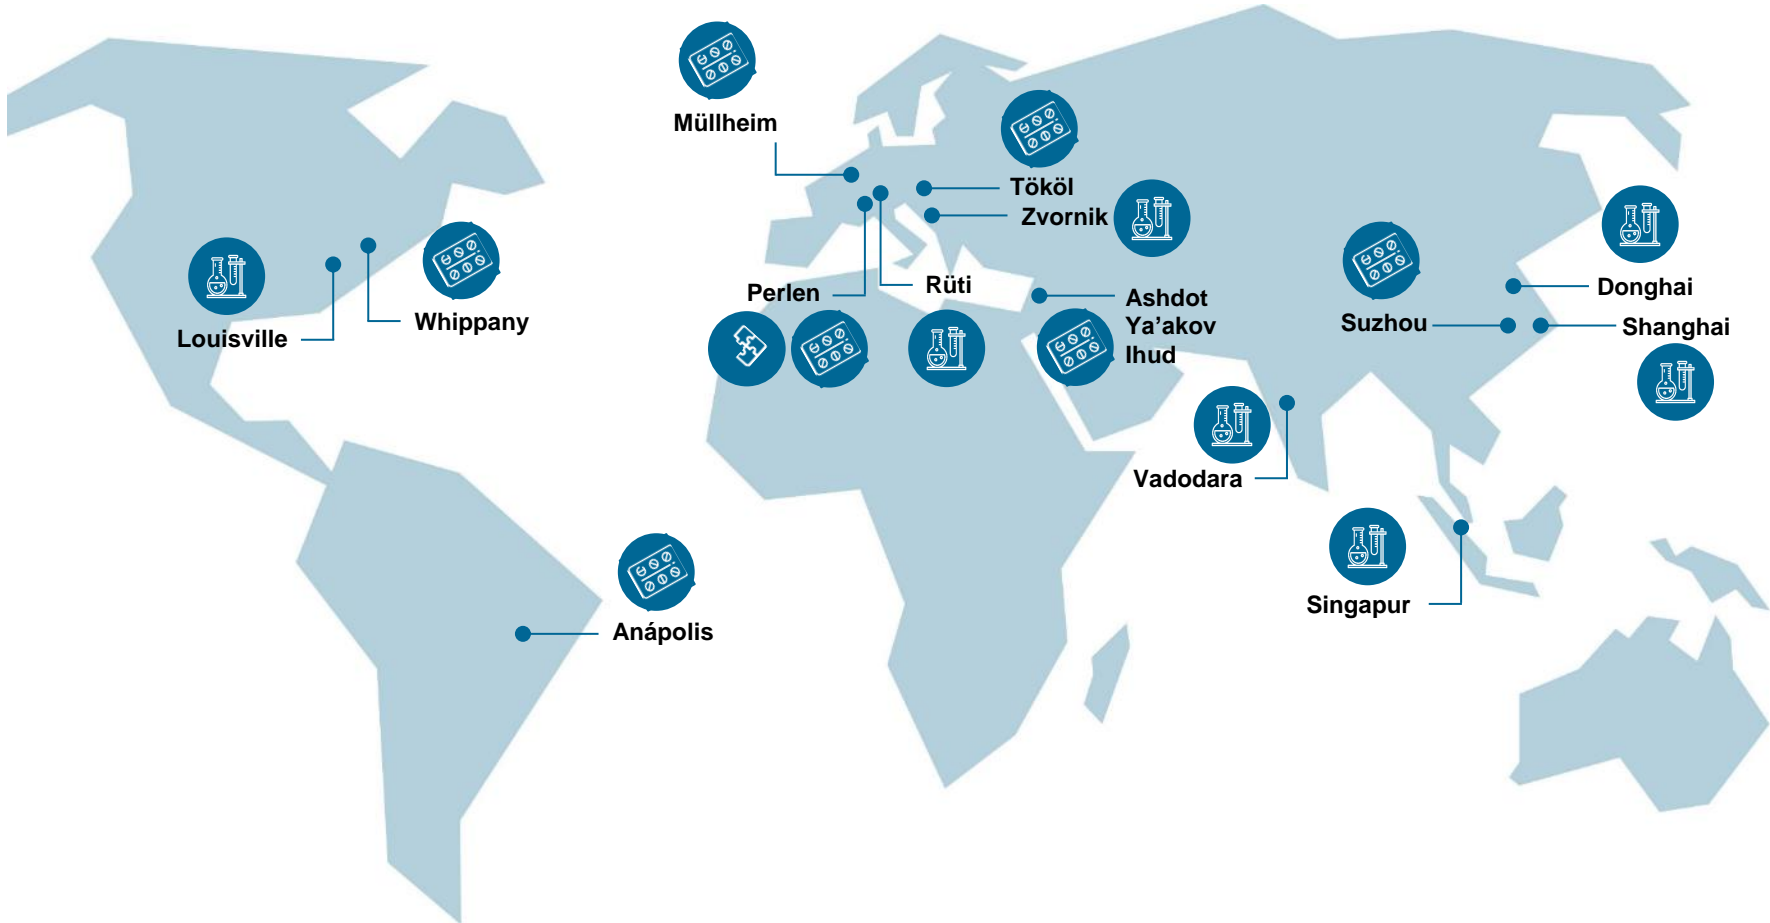 Müllheim
Tököl
Zvornik
Perlen
Rüti
Ashdot
Ya’akov
Ihud
Louisville
Whippany
Suzhou
Donghai
Shanghai
Vadodara
Singapur
Anápolis